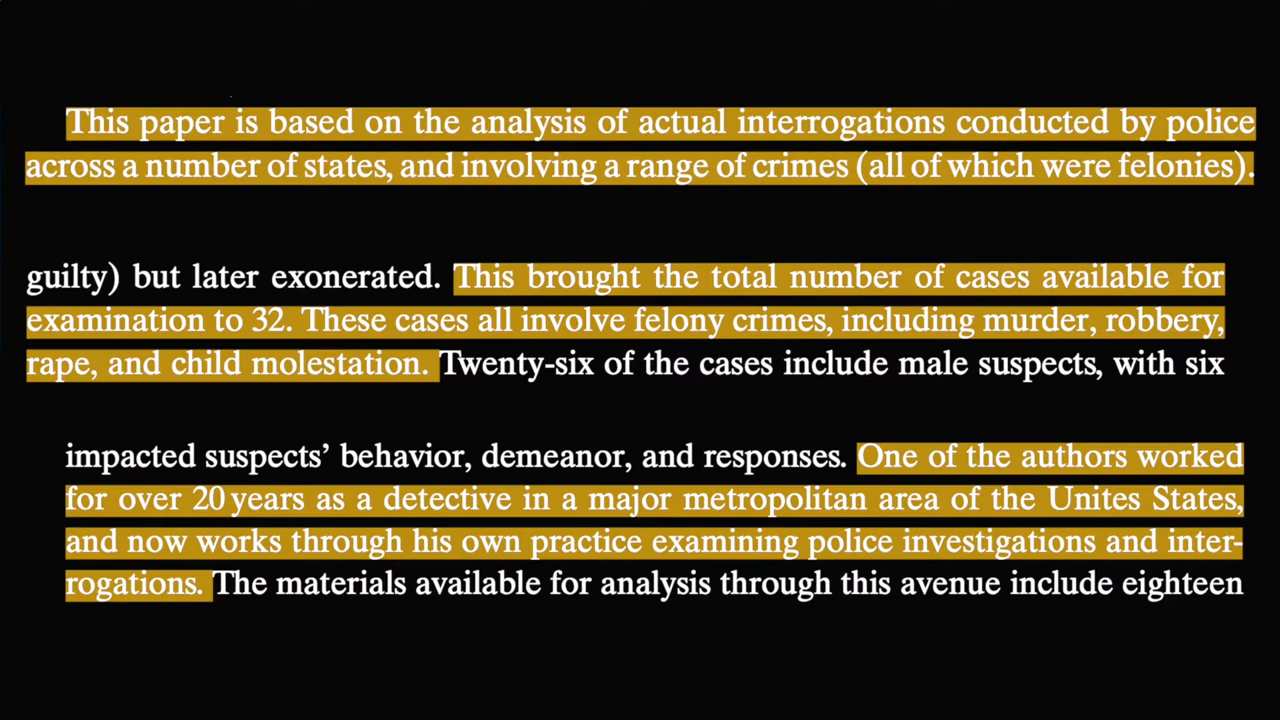 This paper is based on the analysis of actual interrogations conducted by police
across a number of states, and involving a range of crimes (all of which were felonies).
guilty) but later exonerated. This brought the total number of cases available for
examination to 32. These cases all involve felony crimes, including murder, robbery,
rape, and child molestation. Twenty-six of the cases include male suspects, with six
impacted suspects’ behavior, demeanor, and responses. One of the authors worked
for over 20 years as a detective in a major metropolitan area of the Unites States,
and now works through his own practice examining police investigations and inter-
rogations. The materials available for analysis through this avenue include eighteen